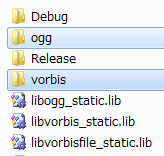 Debug
ogg
Release
vorbis
libogg_static.lib
libvorbis_static.lib
libvorbisfile_static.lib